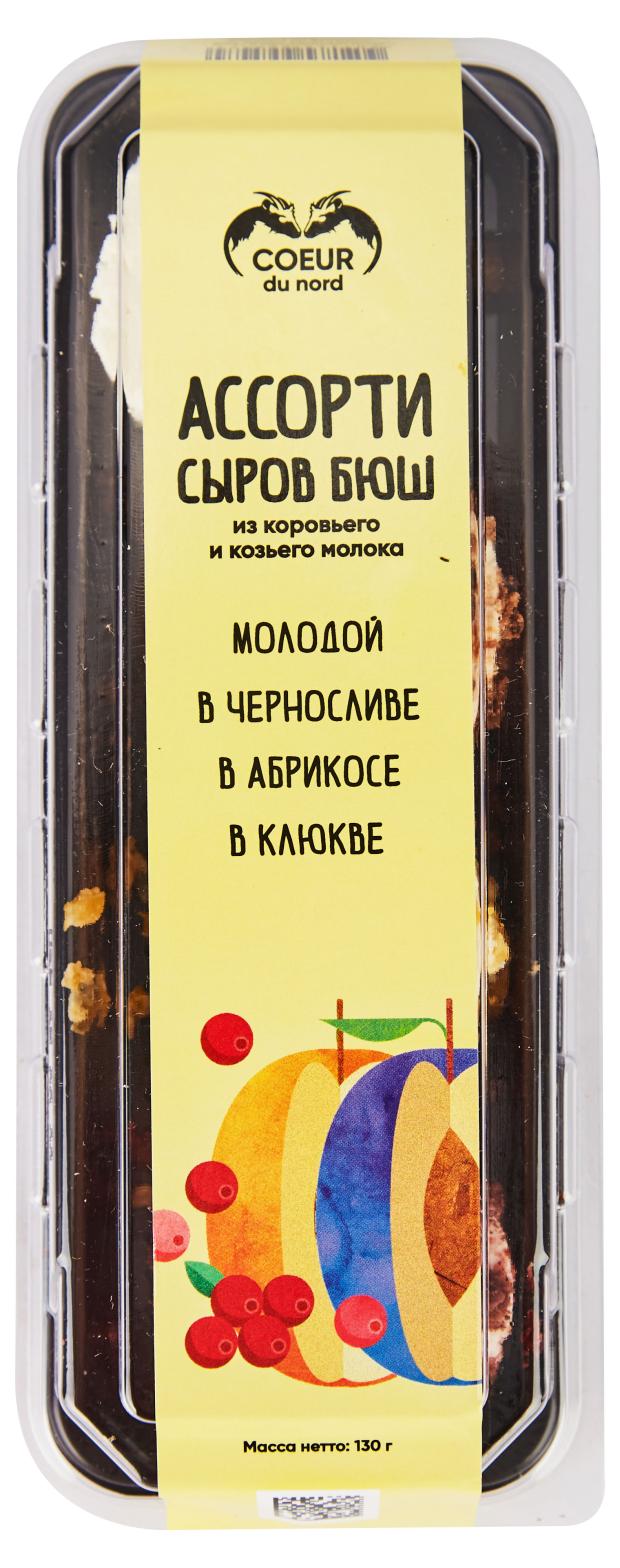 COEUR
du nord
АССОРТИ
СЫРОВ БЮШ
из коровьего
и козьего молока
МОЛОДОЙ
В ЧЕРНОСЛИВЕ
В АБРИКОСЕ
В КЛЮКВЕ
Масса нетто: 130 г